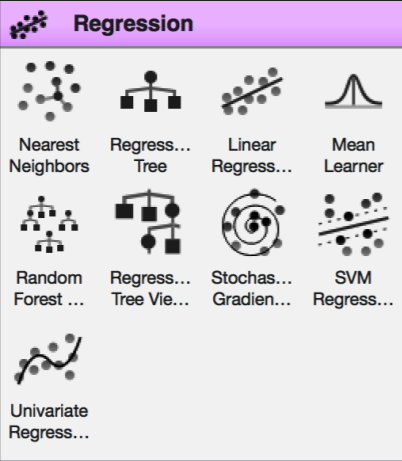 Regression
Nearest
Neighbors
Regress...
Tree
Linear
Regress...
Mean
Learner
Random
Forest ...
Regress...
Tree Vie...
Stochas...
Gradien...
SVM
Regress...
Univariate
Regress...